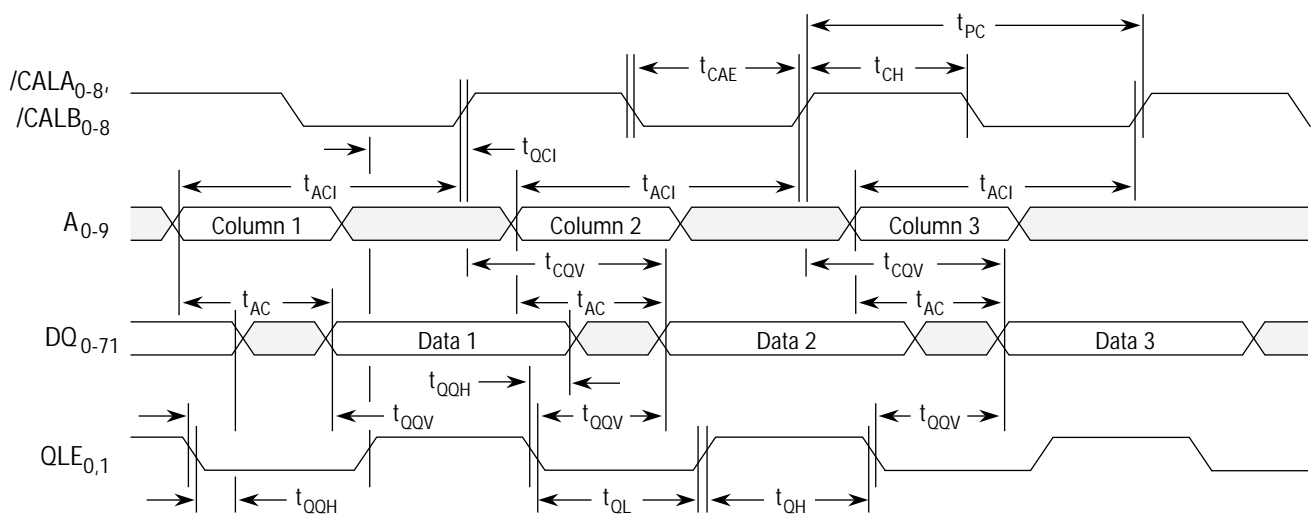 t_PC
t_CAE t_CH
/CALA_0-8,
/CALB_0-8
t_QCI
t_ACI t_ACI t_ACI
A_0-9 Column 1 Column 2 Column 3
t_CQV t_CQV
t_AC t_AC t_AC
DQ_0-71 Data 1 Data 2 Data 3
t_QQH
t_QQV t_QQV t_QQV
QLE_0,1
t_QQH t_QL t_QH